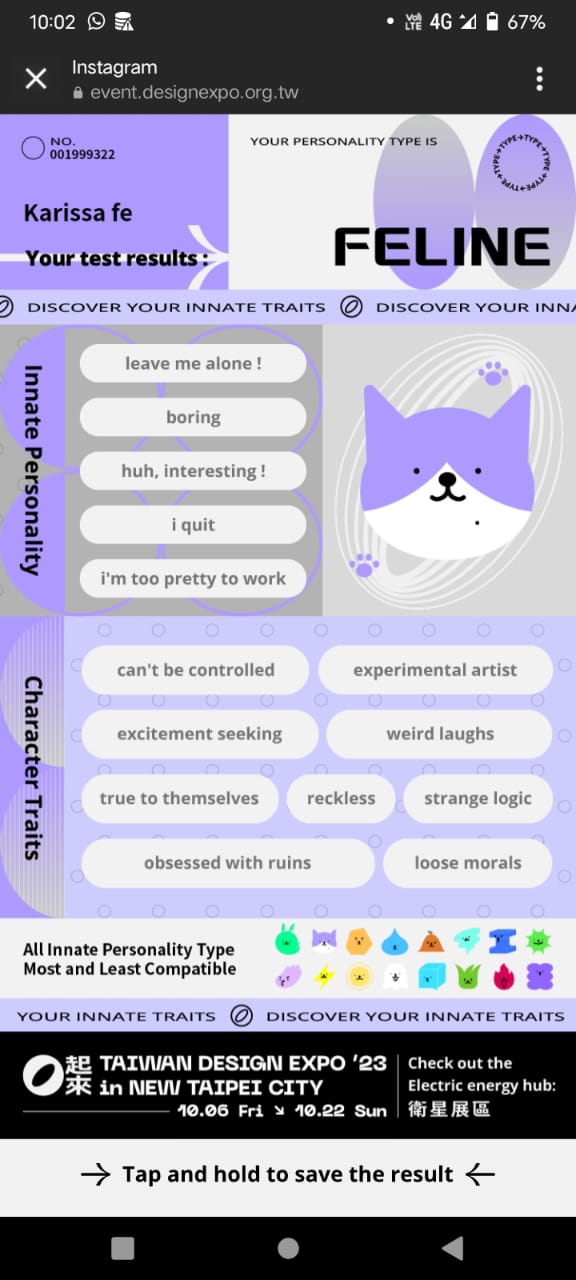 10:02
VoLTE 4G 67%
Instagram
event.designexpo.org.tw
NO.
001999322
YOUR PERSONALITY TYPE IS
TYPE→TYPE→TYPE→TYPE→TYPE→TYPE→
Karissa fe
Your test results :
FELINE
DISCOVER YOUR INNATE TRAITS DISCOVER YOUR INNA
Innate Personality
leave me alone !
boring
huh, interesting !
i quit
i'm too pretty to work
Character Traits
can't be controlled
experimental artist
excitement seeking
weird laughs
true to themselves
reckless
strange logic
obsessed with ruins
loose morals
All Innate Personality Type
Most and Least Compatible
YOUR INNATE TRAITS DISCOVER YOUR INNATE TRAITS
起來
TAIWAN DESIGN EXPO '23
in NEW TAIPEI CITY
10.06 Fri ↘ 10.22 Sun
Check out the
Electric energy hub:
衛星展區
→ Tap and hold to save the result ←